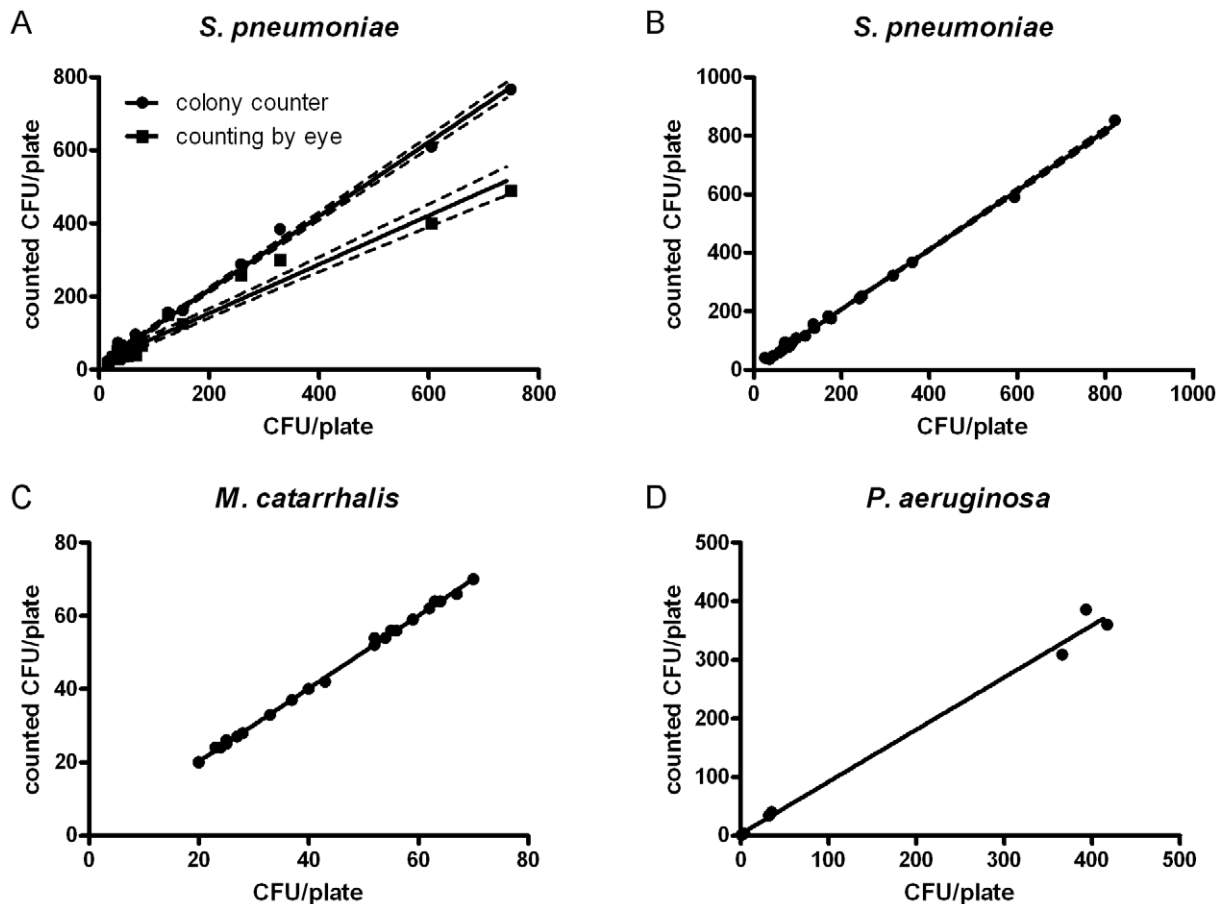 A
S. pneumoniae
800
600
400
200
0
0 200 400 600 800
counted CFU/plate
CFU/plate
colony counter
counting by eye
B
S. pneumoniae
1000
800
600
400
200
0
0 200 400 600 800 1000
counted CFU/plate
CFU/plate
C
M. catarrhalis
80
60
40
20
0
0 20 40 60 80
counted CFU/plate
CFU/plate
D
P. aeruginosa
500
400
300
200
100
0
0 100 200 300 400 500
counted CFU/plate
CFU/plate